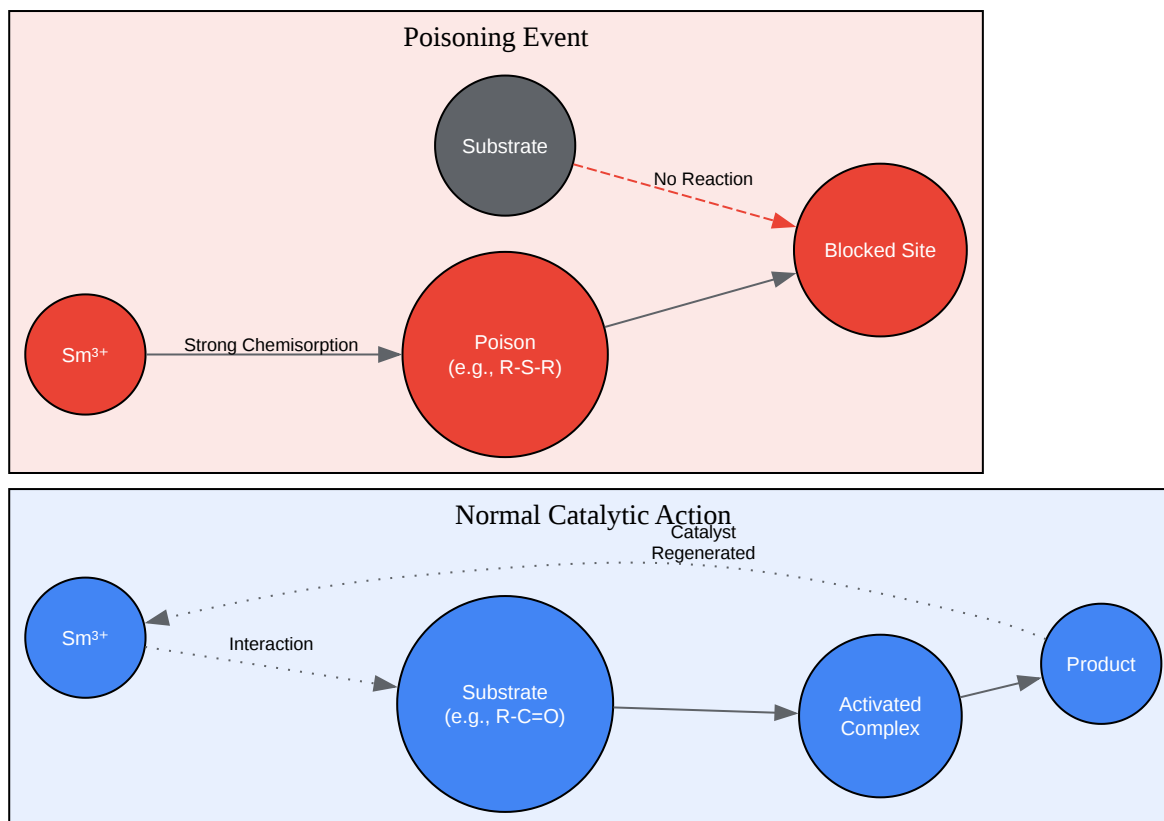 Poisoning Event
Substrate
No Reaction
Blocked Site
Sm³⁺
Strong Chemisorption
Poison
(e.g., R-S-R)
Normal Catalytic Action
Catalyst
Regenerated
Sm³⁺
Interaction
Substrate
(e.g., R-C=O)
Activated
Complex
Product